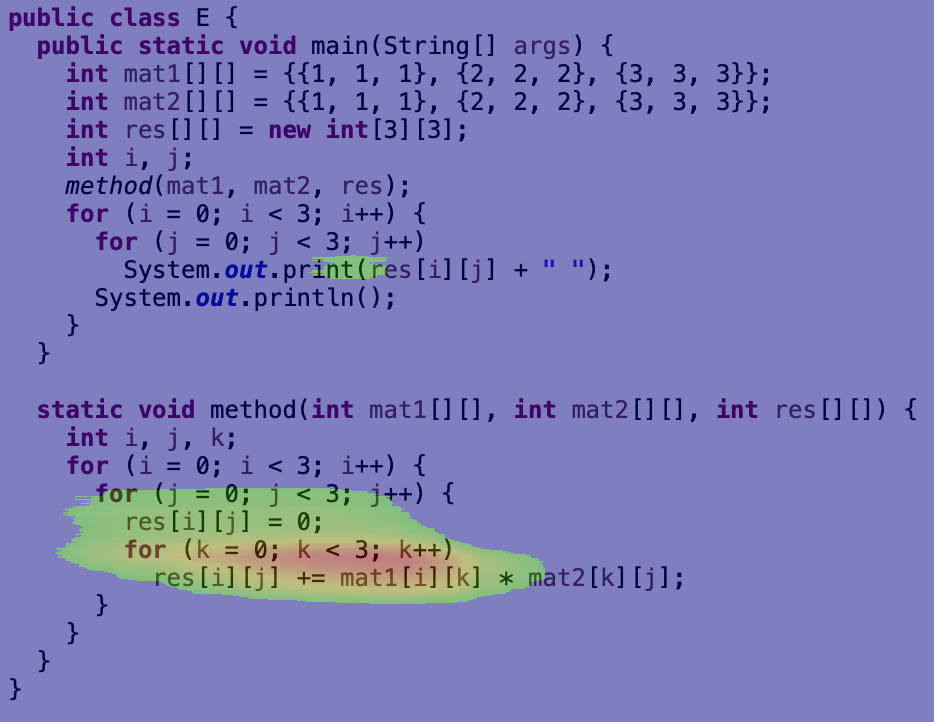 public class E {
  public static void main(String[] args) {
    int mat1[][] = {{1, 1, 1}, {2, 2, 2}, {3, 3, 3}};
    int mat2[][] = {{1, 1, 1}, {2, 2, 2}, {3, 3, 3}};
    int res[][] = new int[3][3];
    int i, j;
    method(mat1, mat2, res);
    for (i = 0; i < 3; i++) {
      for (j = 0; j < 3; j++)
        System.out.print(res[i][j] + " ");
      System.out.println();
    }
  }

  static void method(int mat1[][], int mat2[][], int res[][]) {
    int i, j, k;
    for (i = 0; i < 3; i++) {
      for (j = 0; j < 3; j++) {
        res[i][j] = 0;
        for (k = 0; k < 3; k++)
          res[i][j] += mat1[i][k] * mat2[k][j];
      }
    }
  }
}